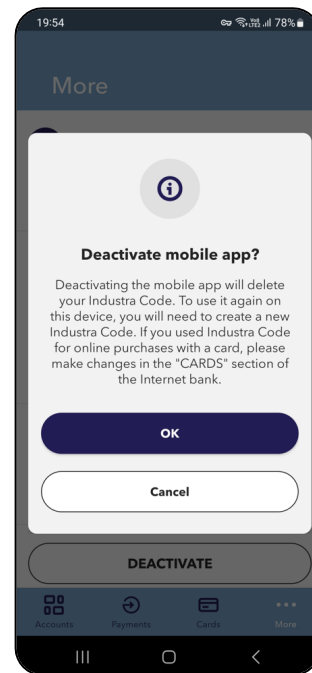 19:54
Vo) LTE2 78%
More
Deactivate mobile app?
Deactivating the mobile app will delete
your Industra Code. To use it again on
this device, you will need to create a new
Industra Code. If you used Industra Code
for online purchases with a card, please
make changes in the "CARDS" section of
the Internet bank.
OK
Cancel
DEACTIVATE
Accounts Payments Cards More